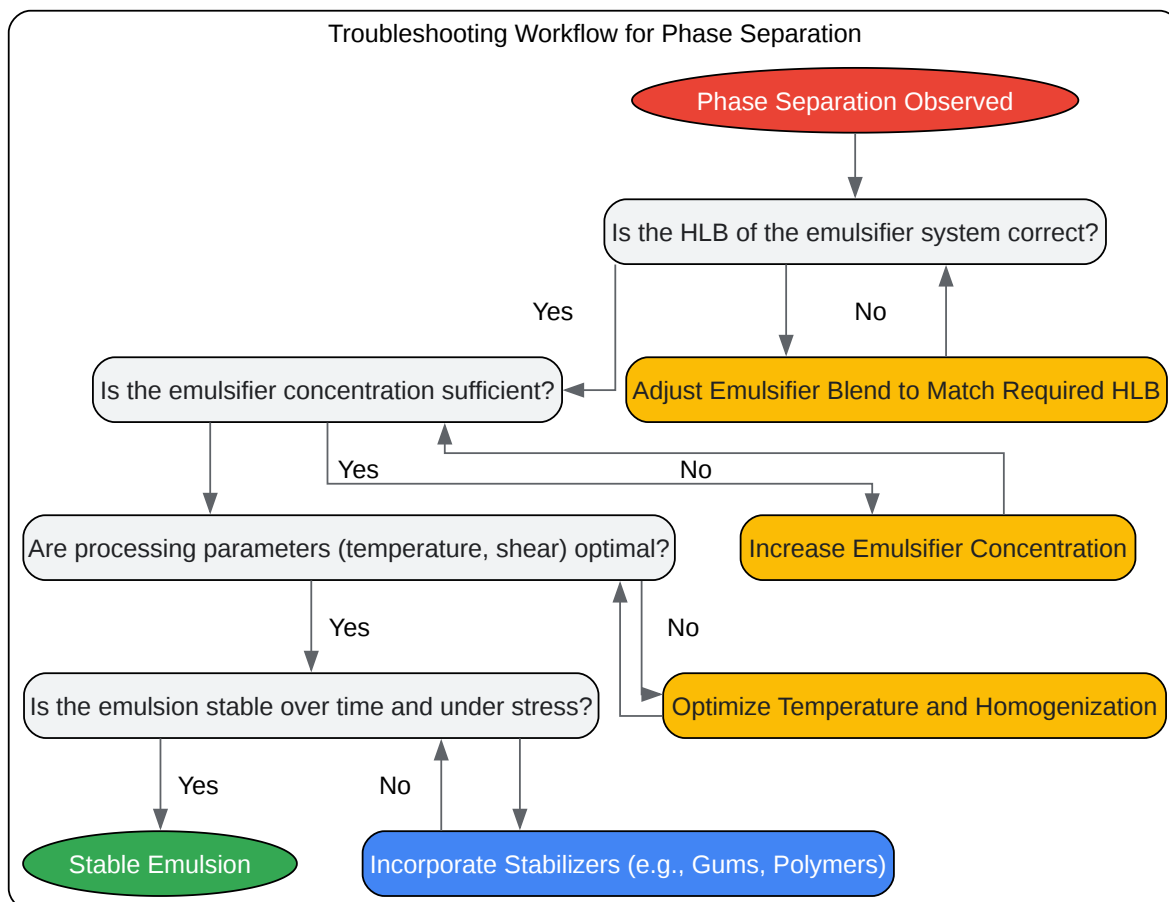 Troubleshooting Workflow for Phase Separation
Phase Separation Observed
Is the HLB of the emulsifier system correct?
Yes
No
Is the emulsifier concentration sufficient?
Adjust Emulsifier Blend to Match Required HLB
Yes
No
Are processing parameters (temperature, shear) optimal?
Increase Emulsifier Concentration
Yes
No
Is the emulsion stable over time and under stress?
Optimize Temperature and Homogenization
Yes
No
Stable Emulsion
Incorporate Stabilizers (e.g., Gums, Polymers)